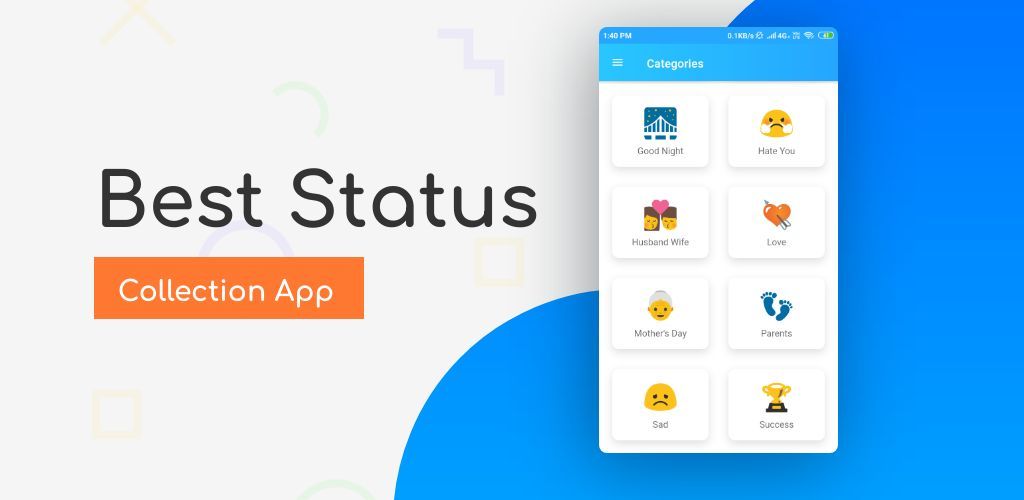 Best Status
Collection App
1:40 PM 0.1KB/s 4G+
Categories
Good Night Hate You
Husband Wife Love
Mother's Day Parents
Sad Success